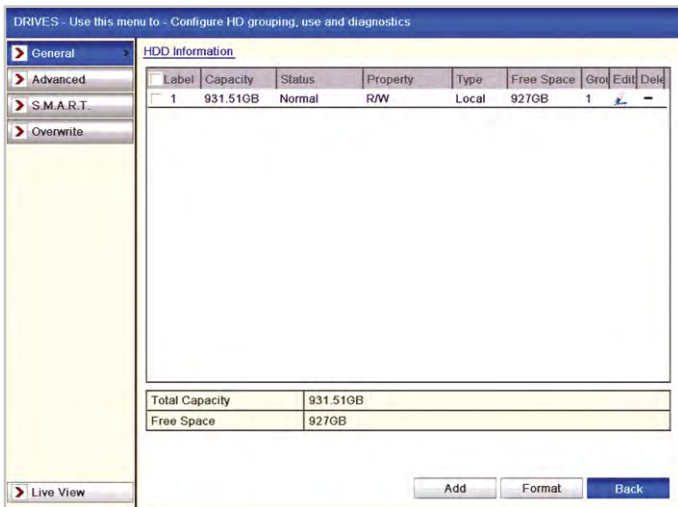 DRIVES - Use this menu to - Configure HD grouping, use and diagnostics
General
Advanced
S.M.A.R.T.
Overwrite
Live View
HDD Information
Label Capacity Status Property Type Free Space Grou Edit Dele
1 931.51GB Normal R/W Local 927GB 1 –
Total Capacity 931.51GB
Free Space 927GB
Add Format Back